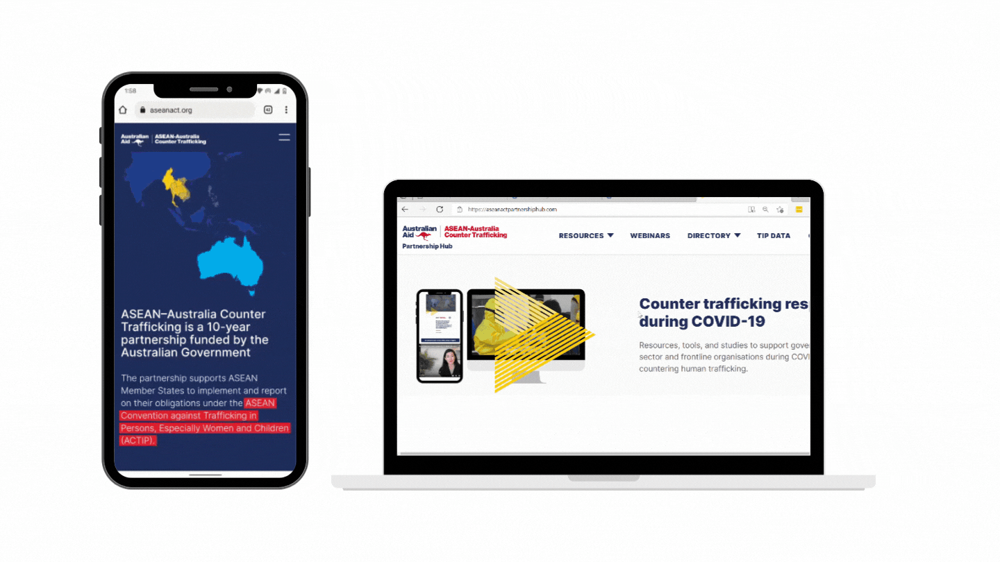 1:58
aseanact.org
42
Australian
Aid
ASEAN-Australia
Counter Trafficking
ASEAN–Australia Counter
Trafficking is a 10-year
partnership funded by the
Australian Government
The partnership supports ASEAN
Member States to implement and report
on their obligations under the ASEAN
Convention against Trafficking in
Persons, Especially Women and Children
(ACTIP).
https://aseanactpartnershiphub.com
Australian
Aid
ASEAN-Australia
Counter Trafficking
Partnership Hub
RESOURCES
WEBINARS
DIRECTORY
TIP DATA
Counter trafficking res
during COVID-19
Resources, tools, and studies to support gove
sector and frontline organisations during COVI
countering human trafficking.